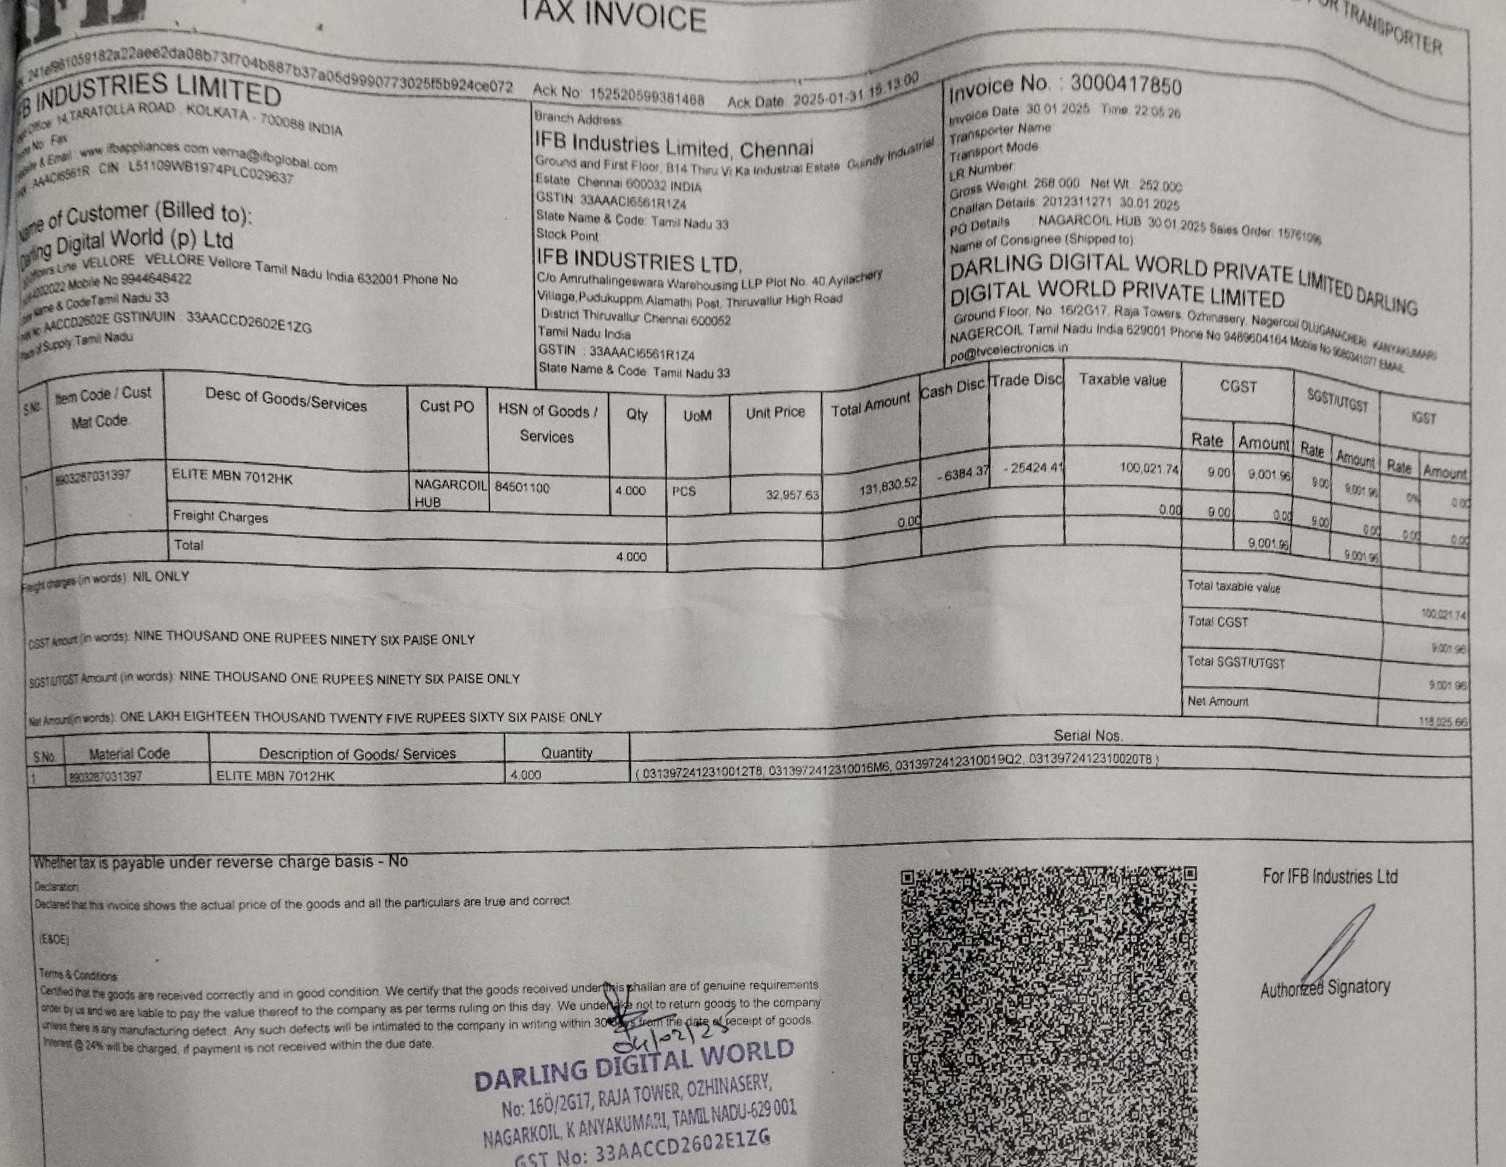 IFB
TAX INVOICE
FOR TRANSPORTER
241ef981059182a22aee2da08b73f704b887b37a05d9990773025f5b924ce072 Ack No: 152520599381468 Ack Date: 2025-01-31 15:13:00
INDUSTRIES LIMITED
14,TARATOLLA ROAD , KOLKATA - 700088 INDIA
Fax
& Email : www.ifbappliances.com verna@ifbglobal.com
AAACI6561R CIN L51109WB1974PLC029637
Name of Customer (Billed to):
Darling Digital World (p) Ltd
Line VELLORE VELLORE Vellore Tamil Nadu India 632001 Phone No
Mobile No 9944648422
Name & Code Tamil Nadu 33
AACCD2602E GSTIN/UIN : 33AACCD2602E1ZG
of Supply Tamil Nadu
Branch Address:
IFB Industries Limited, Chennai
Ground and First Floor, B14 Thiru Vi Ka Industrial Estate Guindy Industrial
Estate Chennai 600032 INDIA
GSTIN: 33AAACI6561R1Z4
State Name & Code: Tamil Nadu 33
Stock Point
IFB INDUSTRIES LTD,
C/o Amruthalingeswara Warehousing LLP Plot No. 40,Ayilachery
Village,Pudukuppm Alamathi Post, Thiruvallur High Road
District Thiruvallur Chennai 600052
Tamil Nadu India
GSTIN : 33AAACI6561R1Z4
State Name & Code: Tamil Nadu 33
Invoice No. : 3000417850
Invoice Date 30.01.2025 Time: 22:05:26
Transporter Name
Transport Mode
LR Number:
Gross Weight: 268.000 Net Wt: 252.000
Challan Details: 2012311271 30.01.2025
PO Details NAGARCOIL HUB 30.01.2025 Sales Order: 15761096
Name of Consignee (Shipped to):
DARLING DIGITAL WORLD PRIVATE LIMITED DARLING
DIGITAL WORLD PRIVATE LIMITED
Ground Floor, No. 16/2G17, Raja Towers, Ozhinasery, Nagercoil KANYAKUMARI
NAGERCOIL Tamil Nadu India 629001 Phone No 9489604164 Mobile No EMAIL
po@tvcelectronics.in
S.No. Item Code / Cust Mat Code Desc of Goods/Services Cust PO HSN of Goods / Services Qty UoM Unit Price Total Amount Cash Disc Trade Disc Taxable value CGST SGST/UTGST IGST
Rate Amount Rate Amount Rate Amount
1 8903287031397 ELITE MBN 7012HK NAGARCOIL HUB 84501100 4.000 PCS 32,957.63 131,830.52 - 6384.37 - 25424.41 100,021.74 9.00 9,001.96 9.00 9,001.96 0% 0.00
Freight Charges 0.00 0.00 9.00 0.00 9.00 0.00 0.00 0.00
Total 4.000 9,001.96 9,001.96
Freight charges (in words): NIL ONLY
Total taxable value 100,021.74
CGST Amount (in words): NINE THOUSAND ONE RUPEES NINETY SIX PAISE ONLY
Total CGST 9,001.96
SGST/UTGST Amount (in words): NINE THOUSAND ONE RUPEES NINETY SIX PAISE ONLY
Total SGST/UTGST 9,001.96
Net Amount(in words): ONE LAKH EIGHTEEN THOUSAND TWENTY FIVE RUPEES SIXTY SIX PAISE ONLY
Net Amount 118,025.66
S.No. Material Code Description of Goods/ Services Quantity Serial Nos.
1 8903287031397 ELITE MBN 7012HK 4.000 ( 0313972412310012T8, 0313972412310016M6, 0313972412310019Q2, 0313972412310020T8 )
Whether tax is payable under reverse charge basis - No
Declaration:
Declared that this invoice shows the actual price of the goods and all the particulars are true and correct.
(E&OE)
Terms & Conditions
Certified that the goods are received correctly and in good condition. We certify that the goods received under this challan are of genuine requirements
order by us and we are liable to pay the value thereof to the company as per terms ruling on this day. We undertake not to return goods to the company
unless there is any manufacturing defect. Any such defects will be intimated to the company in writing within 30 days from the date of receipt of goods.
Interest @ 24% will be charged, if payment is not received within the due date.
04/02/25
DARLING DIGITAL WORLD
No: 160/2G17, RAJA TOWER, OZHINASERY,
NAGARKOIL, K ANYAKUMARI, TAMIL NADU-629 001
GST No: 33AACCD2602E1ZG
For IFB Industries Ltd
Authorized Signatory